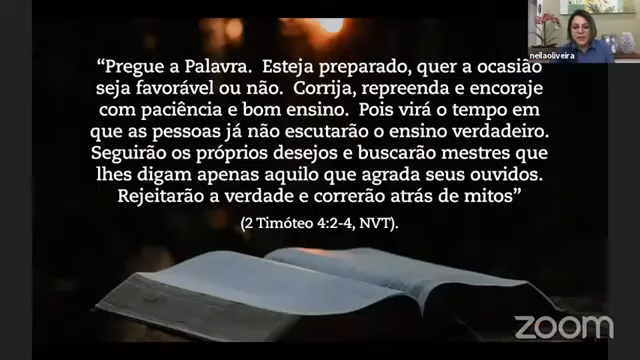 neilaoliveira
“Pregue a Palavra. Esteja preparado, quer a ocasião
seja favorável ou não. Corrija, repreenda e encoraje
com paciência e bom ensino. Pois virá o tempo em
que as pessoas já não escutarão o ensino verdadeiro.
Seguirão os próprios desejos e buscarão mestres que
lhes digam apenas aquilo que agrada seus ouvidos.
Rejeitarão a verdade e correrão atrás de mitos”
(2 Timóteo 4:2-4, NVT).
zoom